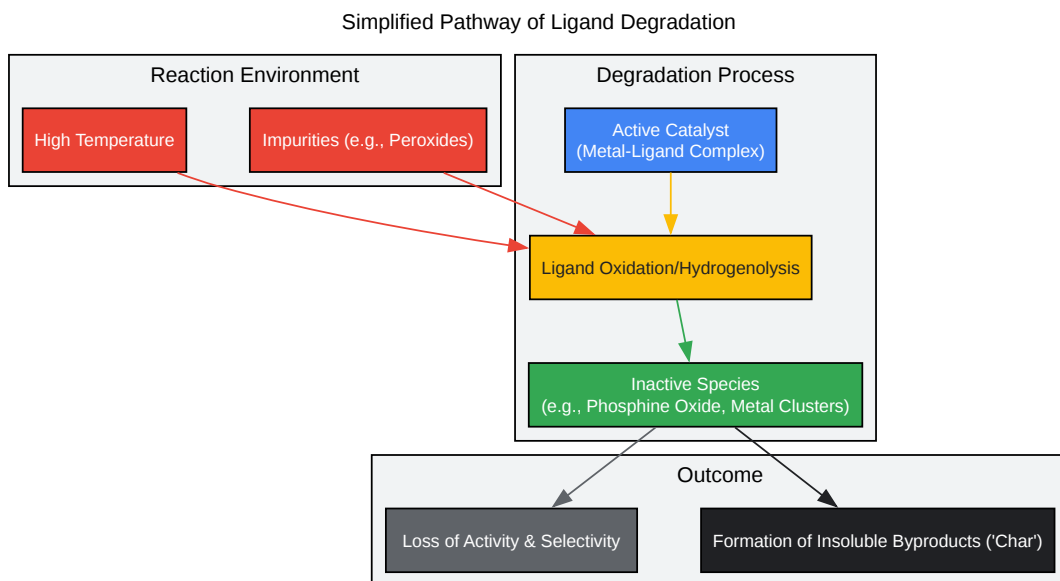 Simplified Pathway of Ligand Degradation
Reaction Environment
High Temperature
Impurities (e.g., Peroxides)
Degradation Process
Active Catalyst
(Metal-Ligand Complex)
Ligand Oxidation/Hydrogenolysis
Inactive Species
(e.g., Phosphine Oxide, Metal Clusters)
Outcome
Loss of Activity & Selectivity
Formation of Insoluble Byproducts ('Char')